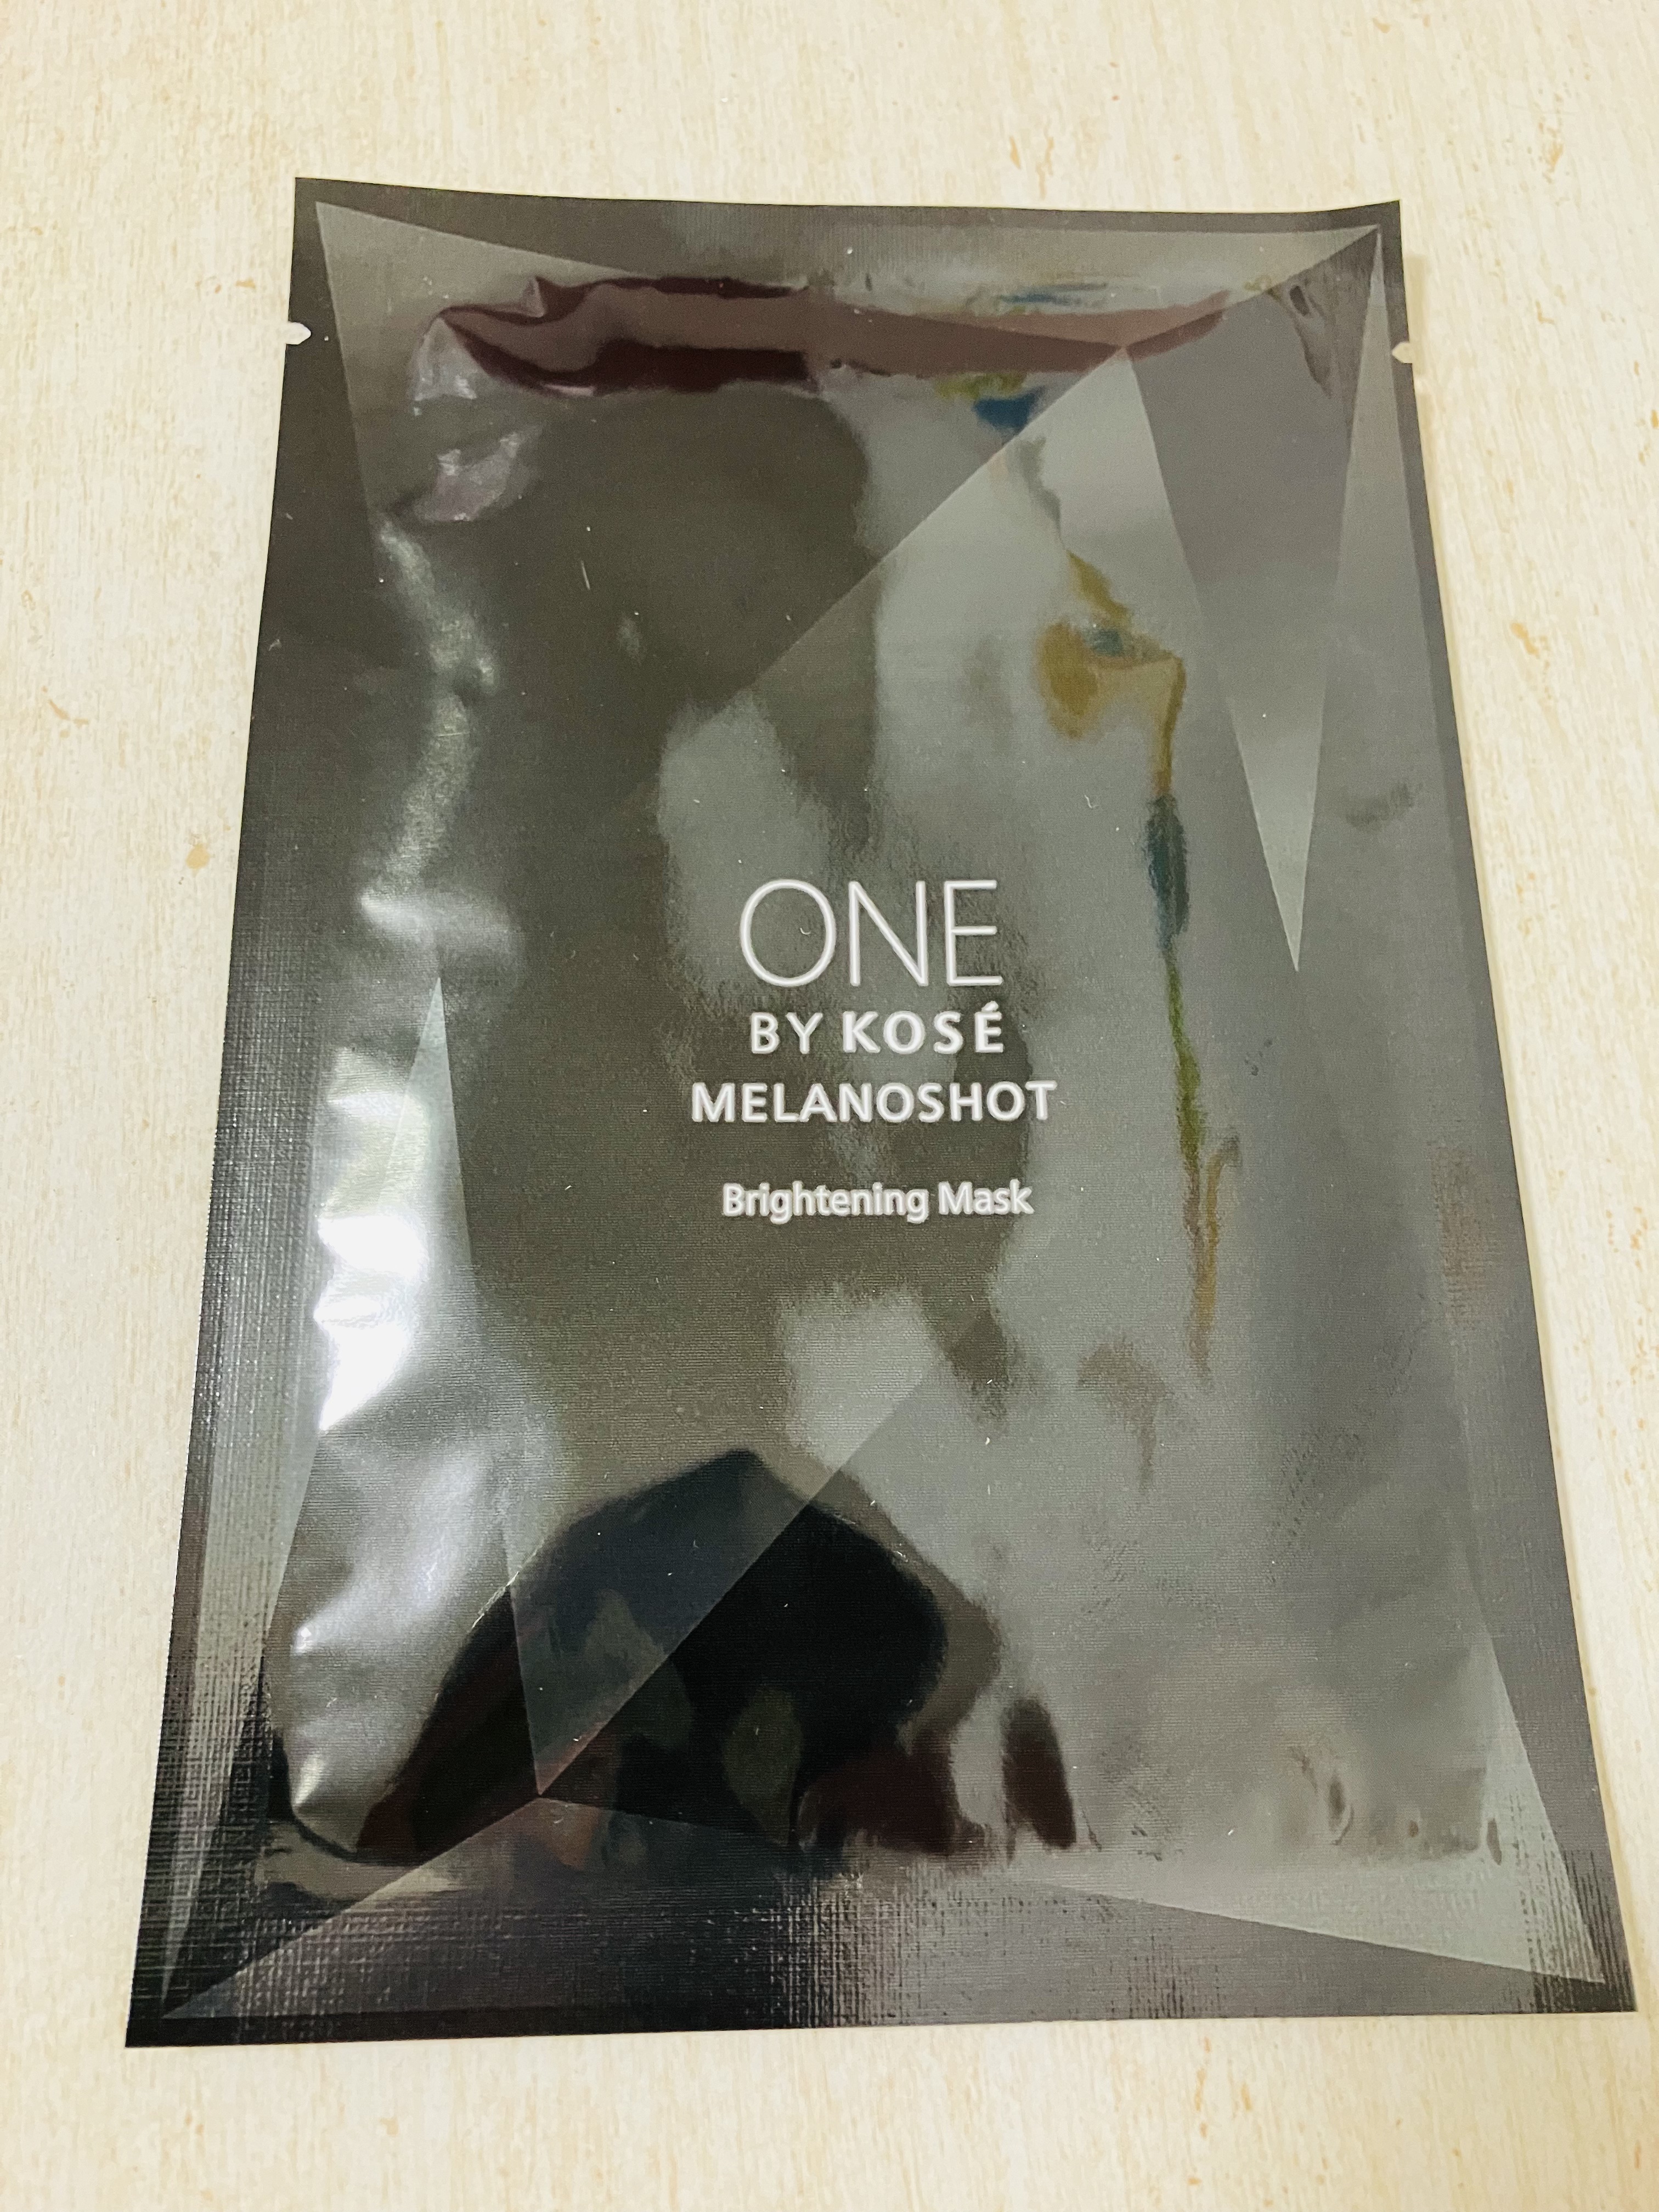 ONE
BY KOSÉ
MELANOSHOT
Brightening Mask